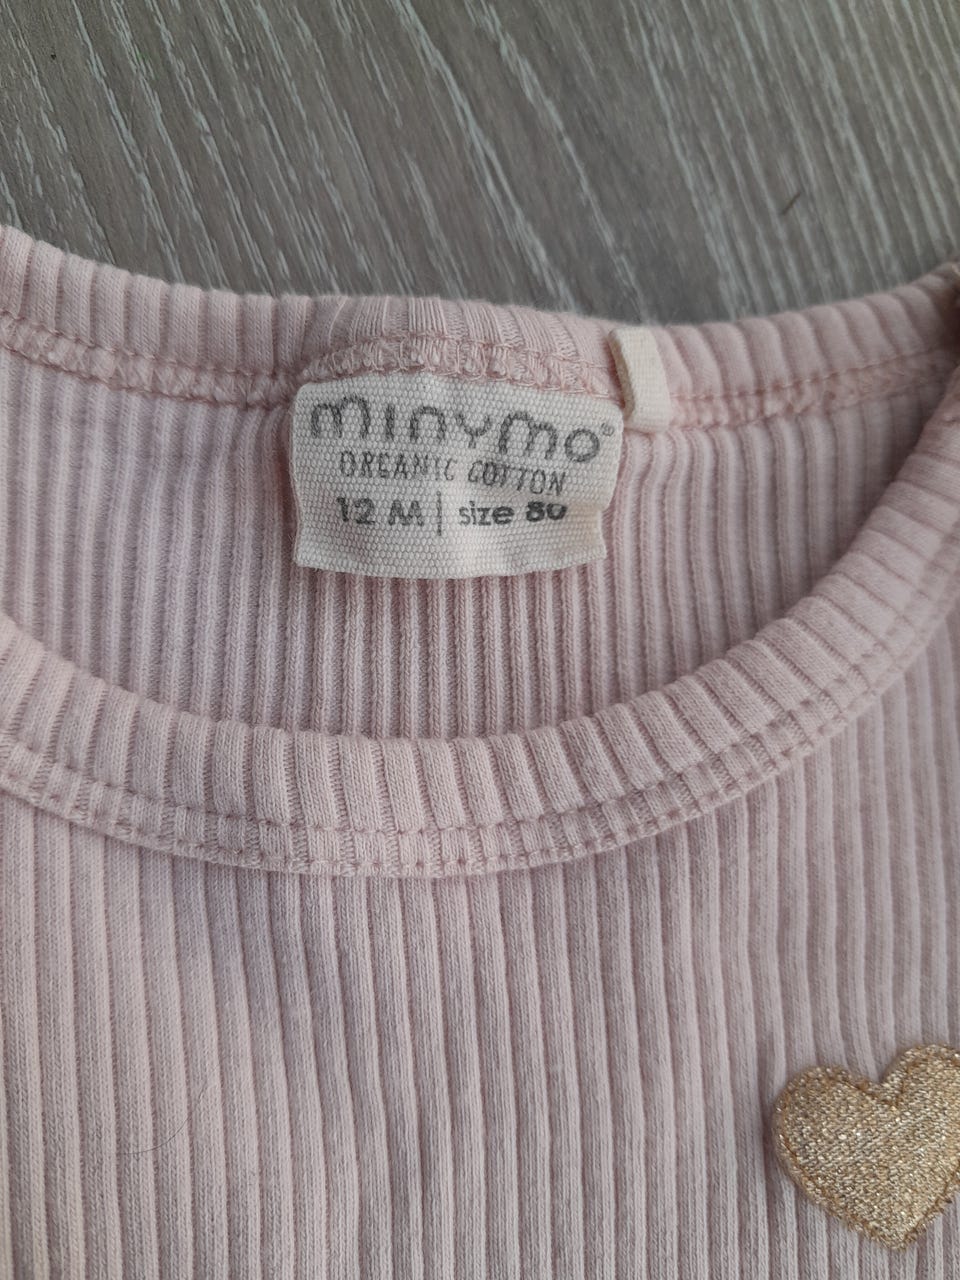 minymo®
ORGANIC COTTON
12 M | size 80